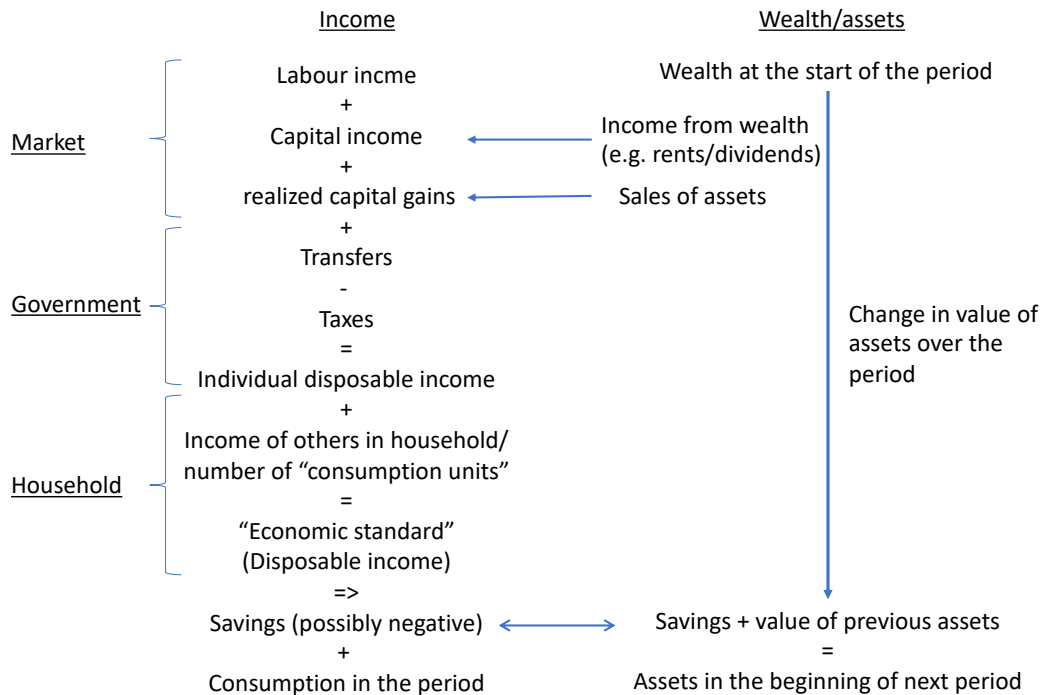 Income
Wealth/assets
Market
Labour incme
+
Capital income
+
realized capital gains
+
Government
Transfers
-
Taxes
=
Individual disposable income
+
Household
Income of others in household/
number of “consumption units”
=
“Economic standard”
(Disposable income)
=>
Savings (possibly negative)
+
Consumption in the period
Wealth at the start of the period
Income from wealth
(e.g. rents/dividends)
Sales of assets
Change in value of
assets over the
period
Savings + value of previous assets
=
Assets in the beginning of next period